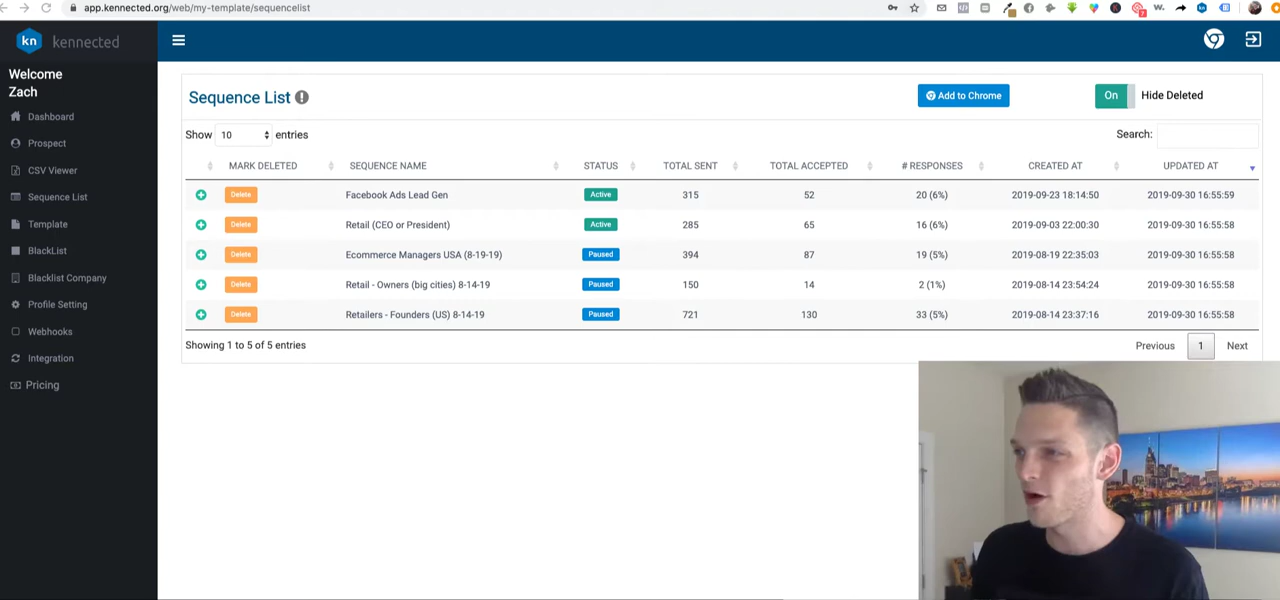 app.kennected.org/web/my-template/sequencelist
kn kennected
Welcome
Zach
Dashboard
Prospect
CSV Viewer
Sequence List
Template
BlackList
Blacklist Company
Profile Setting
Webhooks
Integration
Pricing
Sequence List
Add to Chrome
On Hide Deleted
Show 10 entries
Search:
MARK DELETED SEQUENCE NAME STATUS TOTAL SENT TOTAL ACCEPTED # RESPONSES CREATED AT UPDATED AT
Delete Facebook Ads Lead Gen Active 315 52 20 (6%) 2019-09-23 18:14:50 2019-09-30 16:55:59
Delete Retail (CEO or President) Active 285 65 16 (6%) 2019-09-03 22:00:30 2019-09-30 16:55:58
Delete Ecommerce Managers USA (8-19-19) Paused 394 87 19 (5%) 2019-08-19 22:35:03 2019-09-30 16:55:58
Delete Retail - Owners (big cities) 8-14-19 Paused 150 14 2 (1%) 2019-08-14 23:54:24 2019-09-30 16:55:58
Delete Retailers - Founders (US) 8-14-19 Paused 721 130 33 (5%) 2019-08-14 23:37:16 2019-09-30 16:55:58
Showing 1 to 5 of 5 entries
Previous 1 Next